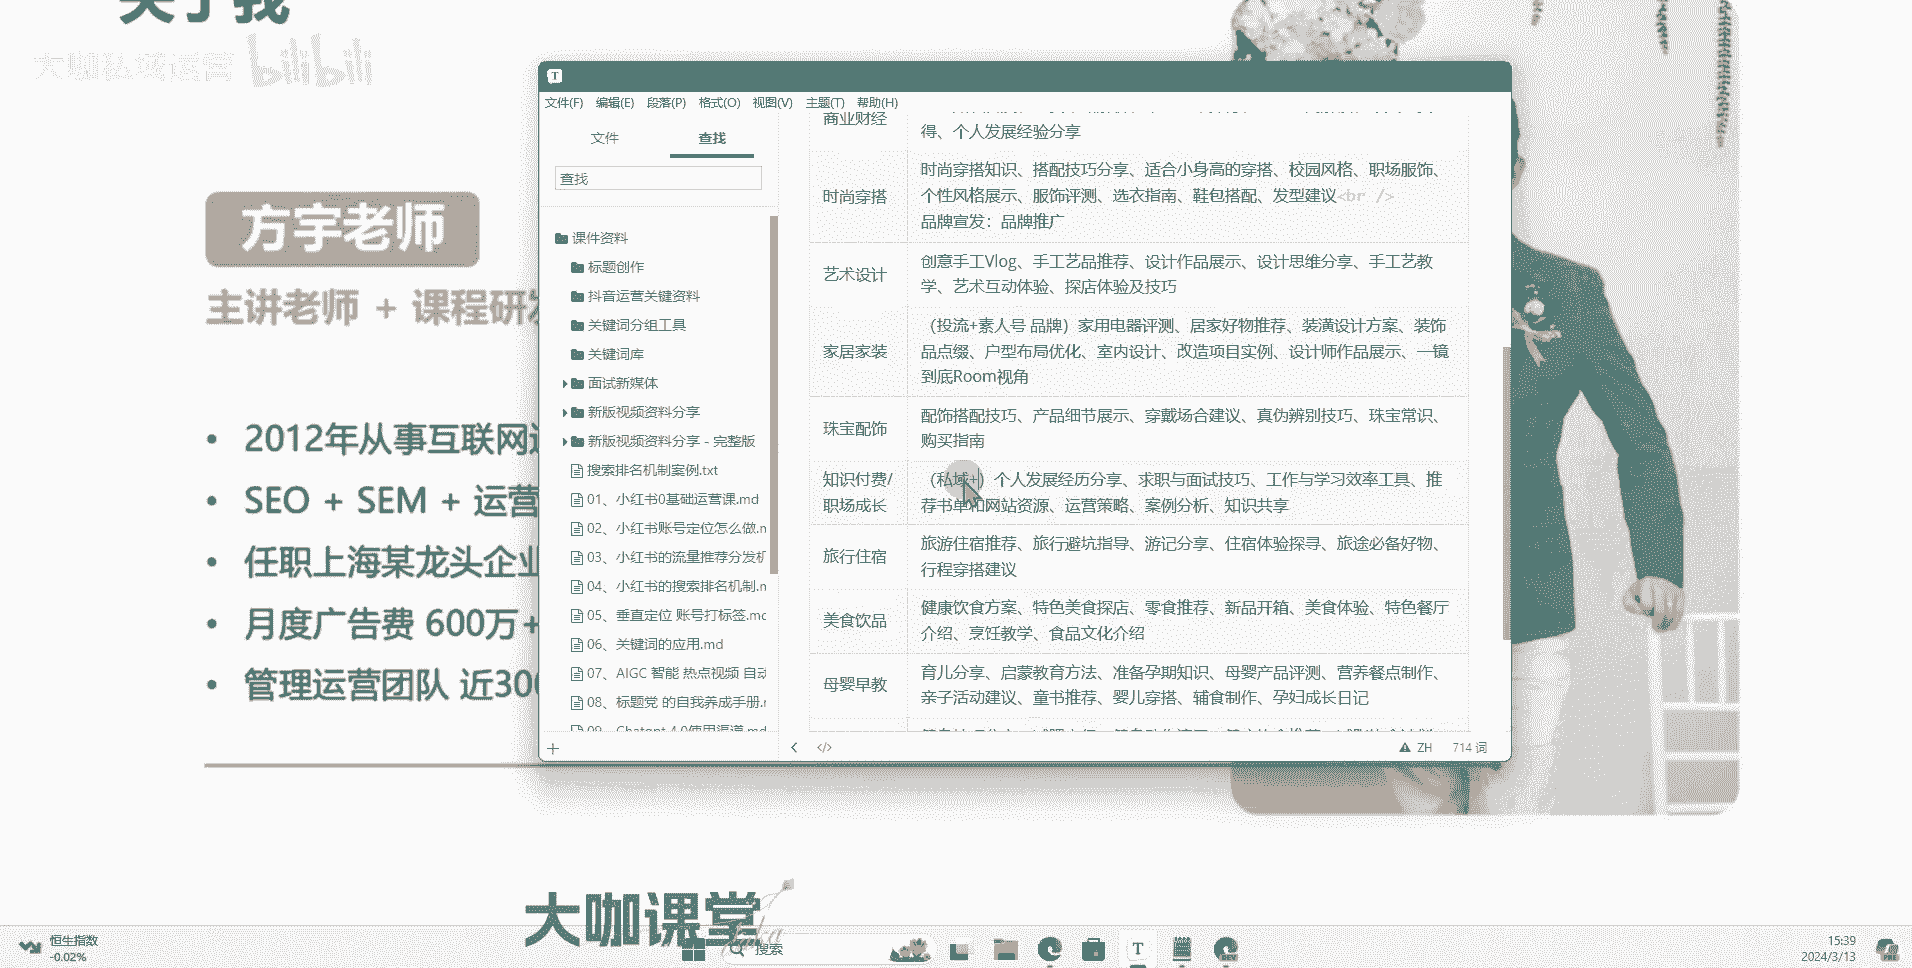 关于我
大咖私域运营 bilibili
方宇老师
主讲老师 + 课程研发
• 2012年从事互联网
• SEO + SEM + 运营
• 任职上海某龙头企业
• 月度广告费 600万+
• 管理运营团队 近300
大咖课堂
T
文件(F) 编辑(E) 段落(P) 格式(O) 视图(V) 主题(T) 帮助(H)
文件 查找
查找
课件资料
标题创作
抖音运营关键资料
关键词分组工具
关键词库
面试新媒体
新版视频资料分享
新版视频资料分享 - 完整版
搜索排名机制案例.txt
01、小红书0基础运营课.md
02、小红书账号定位怎么做.m
03、小红书的流量推荐分发机
04、小红书的搜索排名机制.m
05、垂直定位 账号打标签.md
06、关键词的应用.md
07、AIGC 智能 热点视频 自动
08、标题党 的自我养成手册.m
09、Chatgpt 4.0使用渠道.md
商业财经
得、个人发展经验分享
时尚穿搭
时尚穿搭知识、搭配技巧分享、适合小身高的穿搭、校园风格、职场服饰、
个性风格展示、服饰评测、选衣指南、鞋包搭配、发型建议<br />
品牌宣发：品牌推广
艺术设计
创意手工Vlog、手工艺品推荐、设计作品展示、设计思维分享、手工艺教
学、艺术互动体验、探店体验及技巧
家居家装
（投流+素人号 品牌）家用电器评测、居家好物推荐、装潢设计方案、装饰
品点缀、户型布局优化、室内设计、改造项目实例、设计师作品展示、一镜
到底Room视角
珠宝配饰
配饰搭配技巧、产品细节展示、穿戴场合建议、真伪辨别技巧、珠宝常识、
购买指南
知识付费/
职场成长
（私域+）个人发展经历分享、求职与面试技巧、工作与学习效率工具、推
荐书单和网站资源、运营策略、案例分析、知识共享
旅行住宿
旅游住宿推荐、旅行避坑指导、游记分享、住宿体验探寻、旅途必备好物、
行程穿搭建议
美食饮品
健康饮食方案、特色美食探店、零食推荐、新品开箱、美食体验、特色餐厅
介绍、烹饪教学、食品文化介绍
母婴早教
育儿分享、启蒙教育方法、准备孕期知识、母婴产品评测、营养餐点制作、
亲子活动建议、童书推荐、婴儿穿搭、辅食制作、孕妇成长日记
ZH 714 词
恒生指数
-0.02%
搜索
15:39
2024/3/13